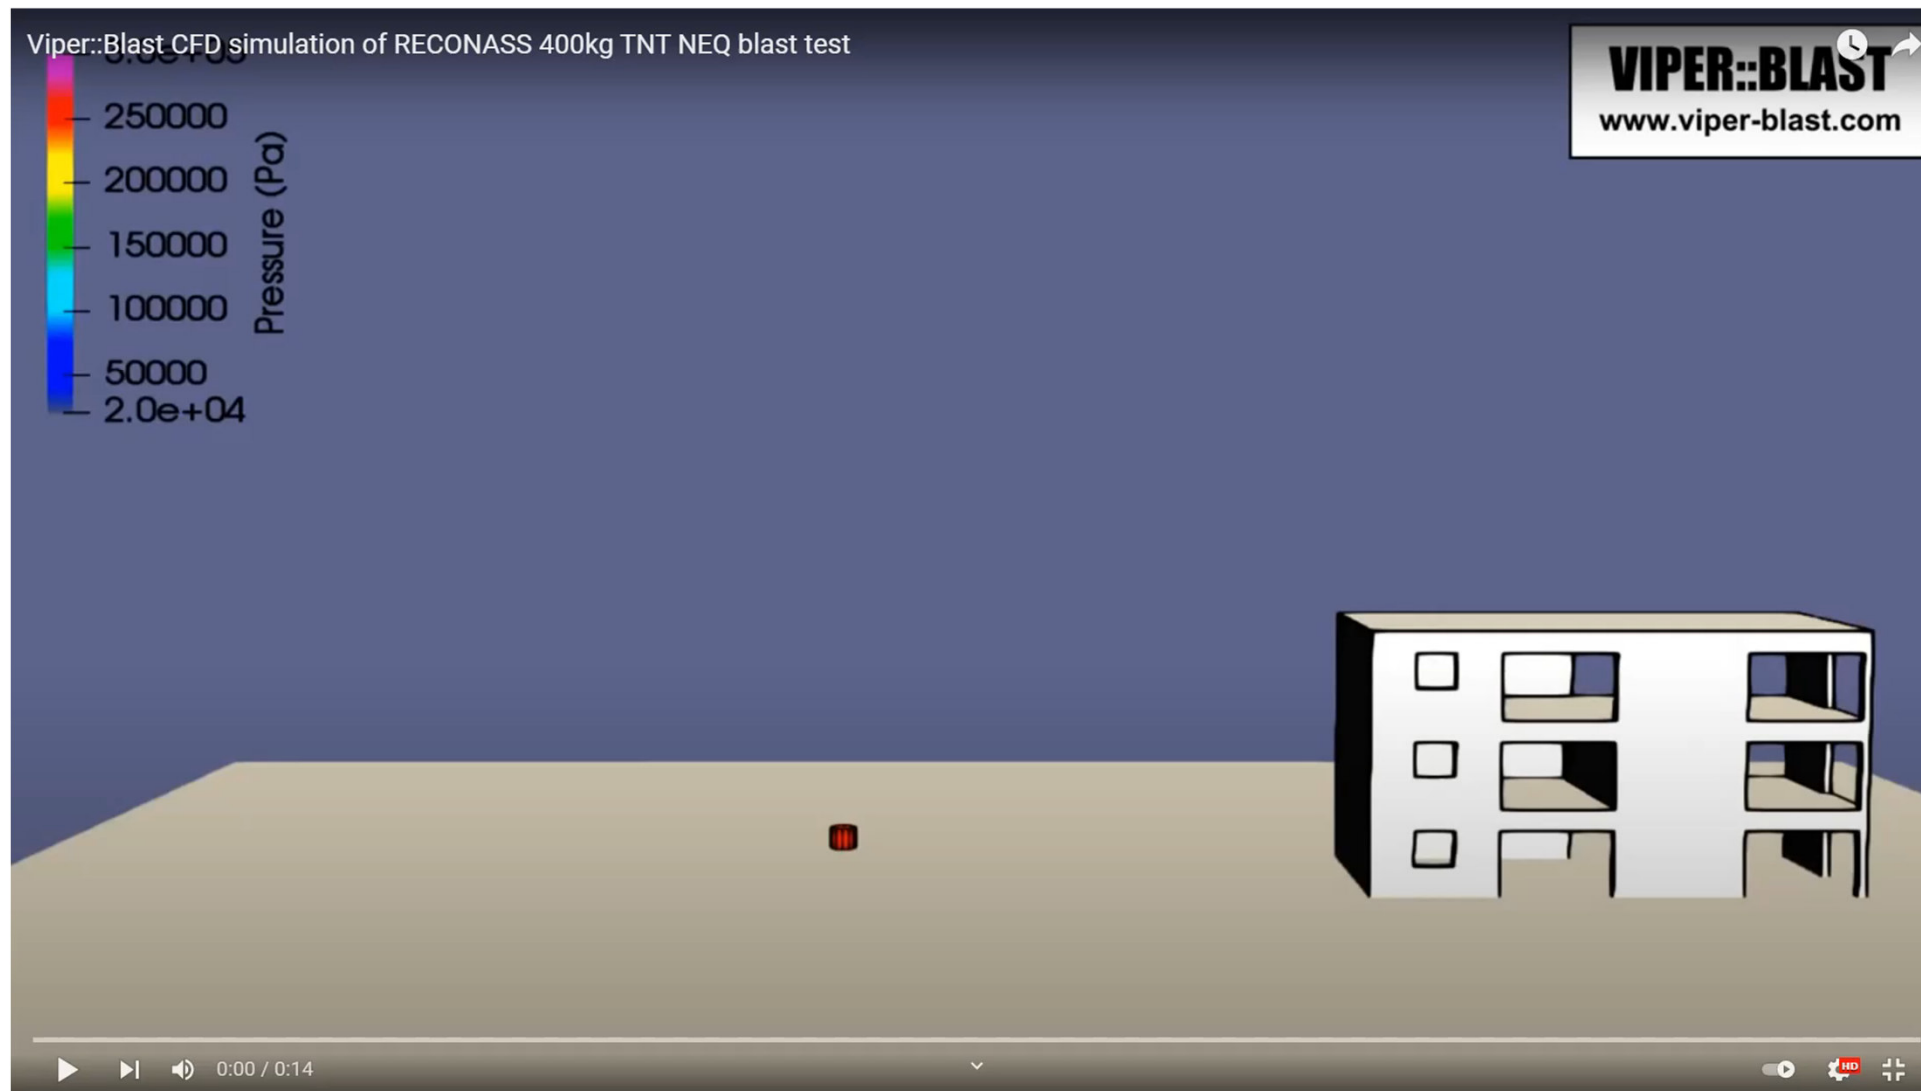 Viper::Blast CFD simulation of RECONASS 400kg TNT NEQ blast test
VIPER::BLAST
www.viper-blast.com
250000
200000
150000
100000
50000
2.0e+04
Pressure (Pa)
0:00 / 0:14
HD